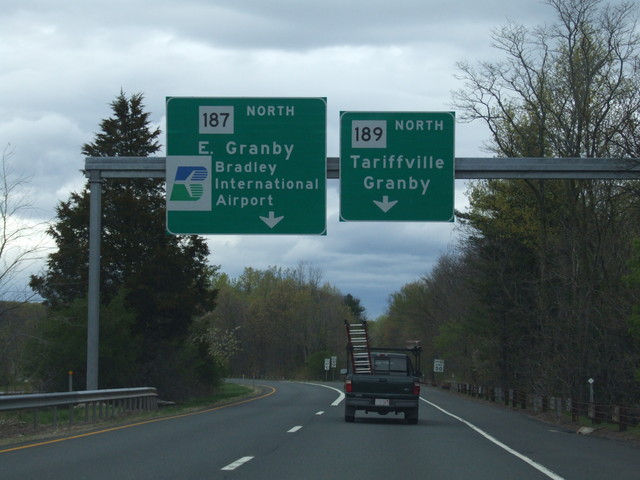 187 NORTH
E. Granby
Bradley
International
Airport
189 NORTH
Tariffville
Granby